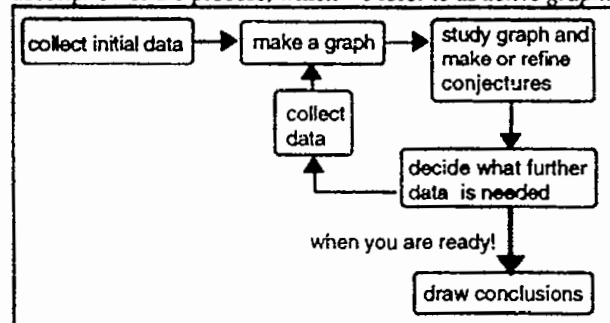 collect initial data
make a graph
study graph and
make or refine
conjectures
collect
data
decide what further
data is needed
when you are ready!
draw conclusions